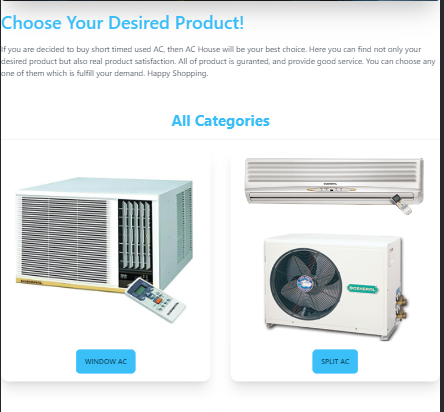 Choose Your Desired Product!
If you are decided to buy short timed used AC, then AC House will be your best choice. Here you can find not only your
desired product but also real product satisfaction. All of product is guranted, and provide good service. You can choose any
one of them which is fulfill your demand. Happy Shopping.
All Categories
WINDOW AC
SPLIT AC